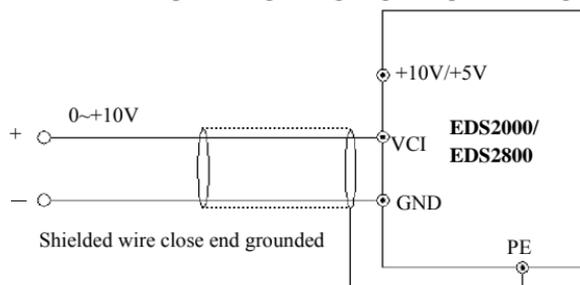 +10V/+5V
0~+10V
+
VCI
EDS2000/
EDS2800
—
GND
Shielded wire close end grounded
PE